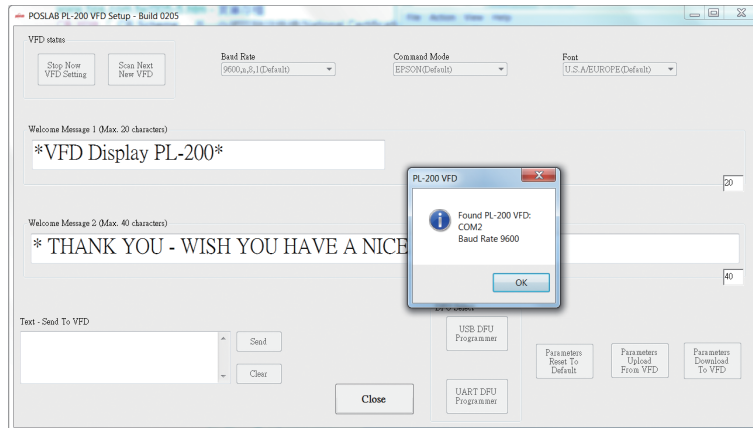 POSLAB PL-200 VFD Setup - Build 0205
File Action View Help
VFD status
Stop Now
VFD Setting
Scan Next
New VFD
Baud Rate
9600,n,8,1(Default)
Command Mode
EPSON(Default)
Font
U.S.A/EUROPE(Default)
Welcome Message 1 (Max. 20 characters)
*VFD Display PL-200*
20
Welcome Message 2 (Max. 40 characters)
* THANK YOU - WISH YOU HAVE A NICE
40
PL-200 VFD
Found PL-200 VFD:
COM2
Baud Rate 9600
OK
Text - Send To VFD
Send
Clear
Close
USB DFU
Programmer
UART DFU
Programmer
Parameters
Reset To
Default
Parameters
Upload
From VFD
Parameters
Download
To VFD